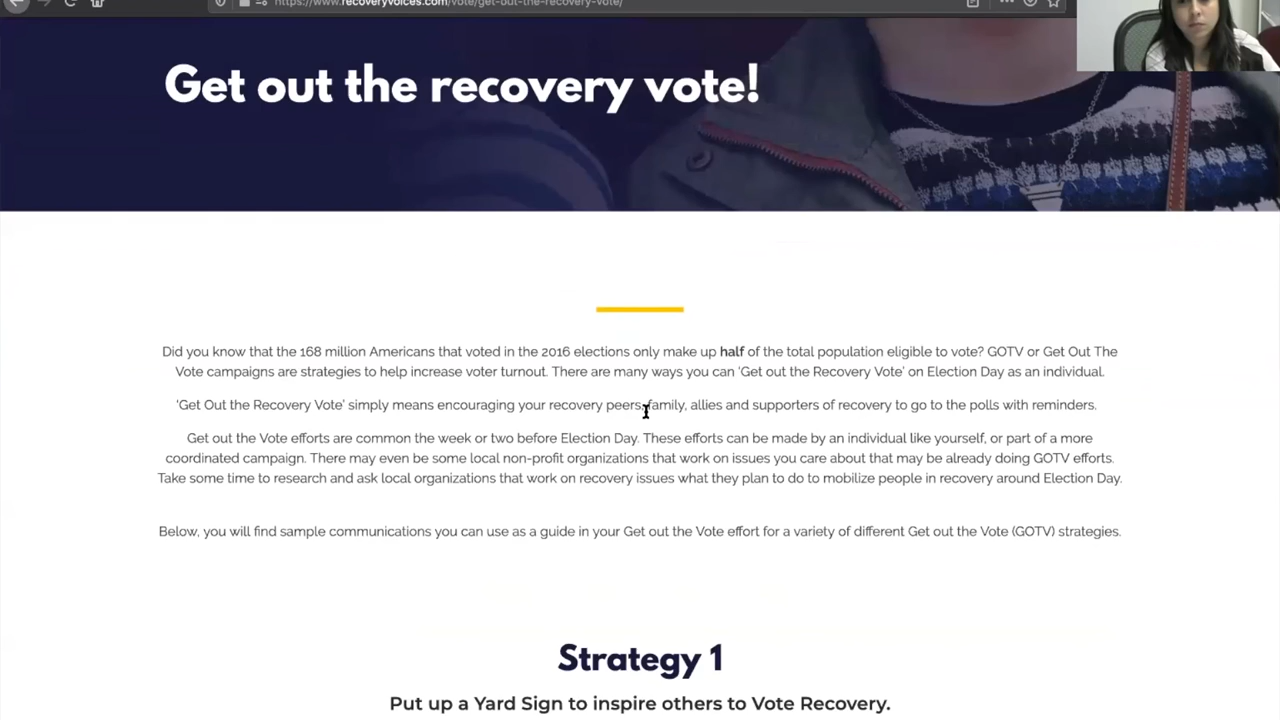 https://www.recoveryvoices.com/vote/get-out-the-recovery-vote/
Get out the recovery vote!
Did you know that the 168 million Americans that voted in the 2016 elections only make up half of the total population eligible to vote? GOTV or Get Out The
Vote campaigns are strategies to help increase voter turnout. There are many ways you can 'Get out the Recovery Vote' on Election Day as an individual.
'Get Out the Recovery Vote' simply means encouraging your recovery peers, family, allies and supporters of recovery to go to the polls with reminders.
Get out the Vote efforts are common the week or two before Election Day. These efforts can be made by an individual like yourself, or part of a more
coordinated campaign. There may even be some local non-profit organizations that work on issues you care about that may be already doing GOTV efforts.
Take some time to research and ask local organizations that work on recovery issues what they plan to do to mobilize people in recovery around Election Day.
Below, you will find sample communications you can use as a guide in your Get out the Vote effort for a variety of different Get out the Vote (GOTV) strategies.
Strategy 1
Put up a Yard Sign to inspire others to Vote Recovery.